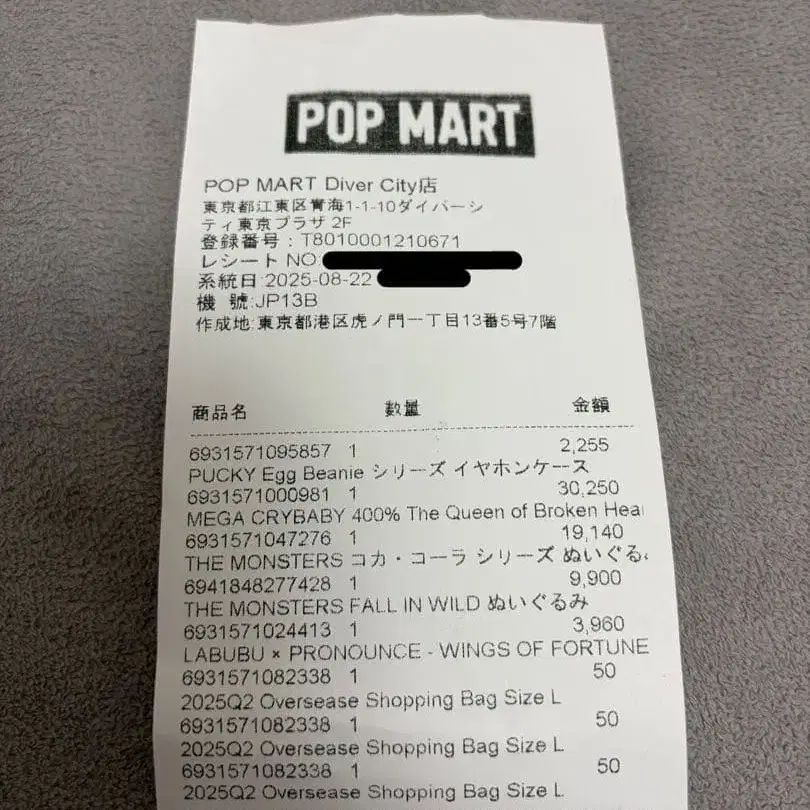 POP MART
POP MART Diver City店
東京都江東区青海1-1-10ダイバーシ
ティ東京プラザ 2F
登録番号：T8010001210671
レシートNO:
系統日:2025-08-22
機　號:JP13B
作成地:東京都港区虎ノ門一丁目13番5号7階
商品名 數量 金額
6931571095857 1 2,255
PUCKY Egg Beanie シリーズ イヤホンケース
6931571000981 1 30,250
MEGA CRYBABY 400% The Queen of Broken Hea
6931571047276 1 19,140
THE MONSTERS コカ・コーラ シリーズ ぬいぐる
6941848277428 1 9,900
THE MONSTERS FALL IN WILD ぬいぐるみ
6931571024413 1 3,960
LABUBU × PRONOUNCE - WINGS OF FORTUNE
6931571082338 1 50
2025Q2 Oversease Shopping Bag Size L
6931571082338 1 50
2025Q2 Oversease Shopping Bag Size L
6931571082338 1 50
2025Q2 Oversease Shopping Bag Size L